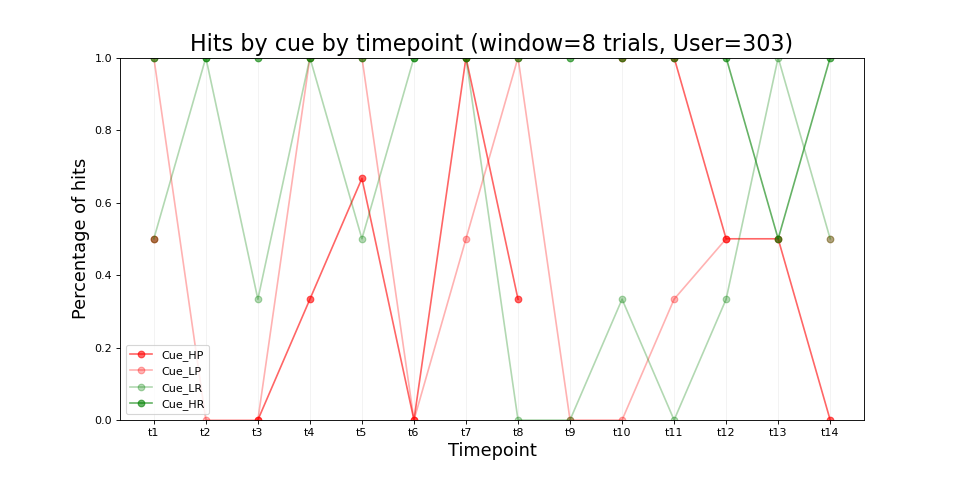 Hits by cue by timepoint (window=8 trials, User=303)
Percentage of hits
1.0
0.8
0.6
0.4
0.2
0.0
Cue_HP
Cue_LP
Cue_LR
Cue_HR
t1 t2 t3 t4 t5 t6 t7 t8 t9 t10 t11 t12 t13 t14
Timepoint